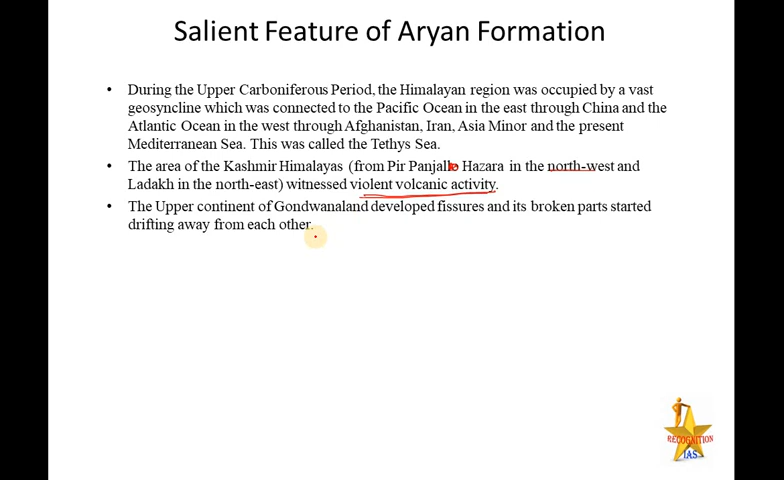 Salient Feature of Aryan Formation
• During the Upper Carboniferous Period, the Himalayan region was occupied by a vast
geosyncline which was connected to the Pacific Ocean in the east through China and the
Atlantic Ocean in the west through Afghanistan, Iran, Asia Minor and the present
Mediterranean Sea. This was called the Tethys Sea.
• The area of the Kashmir Himalayas (from Pir Panjal to Hazara in the north-west and
Ladakh in the north-east) witnessed violent volcanic activity.
• The Upper continent of Gondwanaland developed fissures and its broken parts started
drifting away from each other.
RECOGNITION
IAS